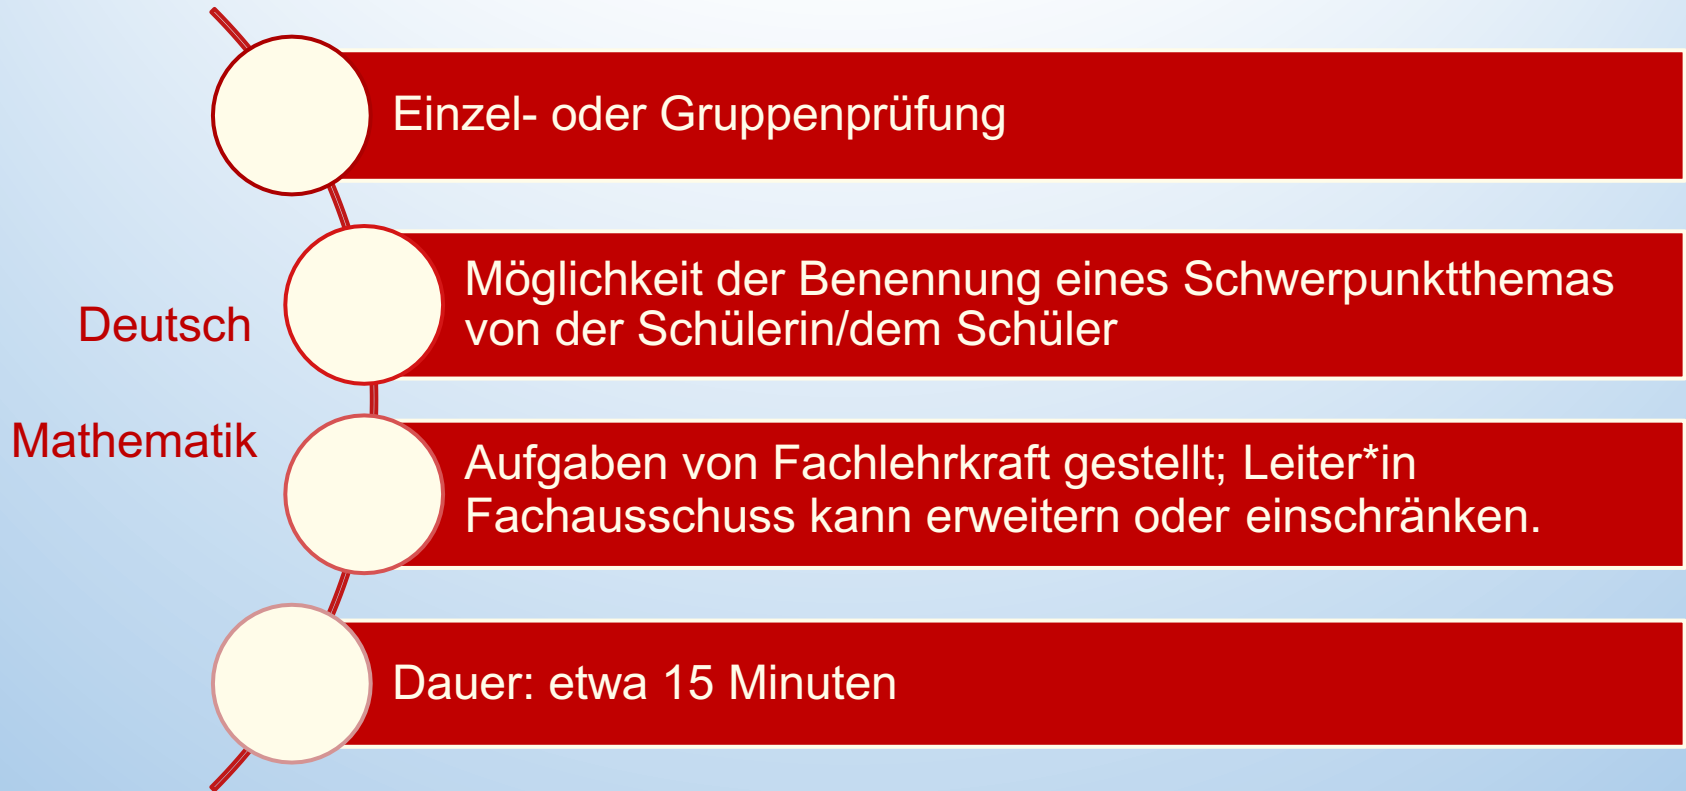 Deutsch
Mathematik
Einzel- oder Gruppenprüfung
Möglichkeit der Benennung eines Schwerpunktthemas
von der Schülerin/dem Schüler
Aufgaben von Fachlehrkraft gestellt; Leiter*in
Fachausschuss kann erweitern oder einschränken.
Dauer: etwa 15 Minuten